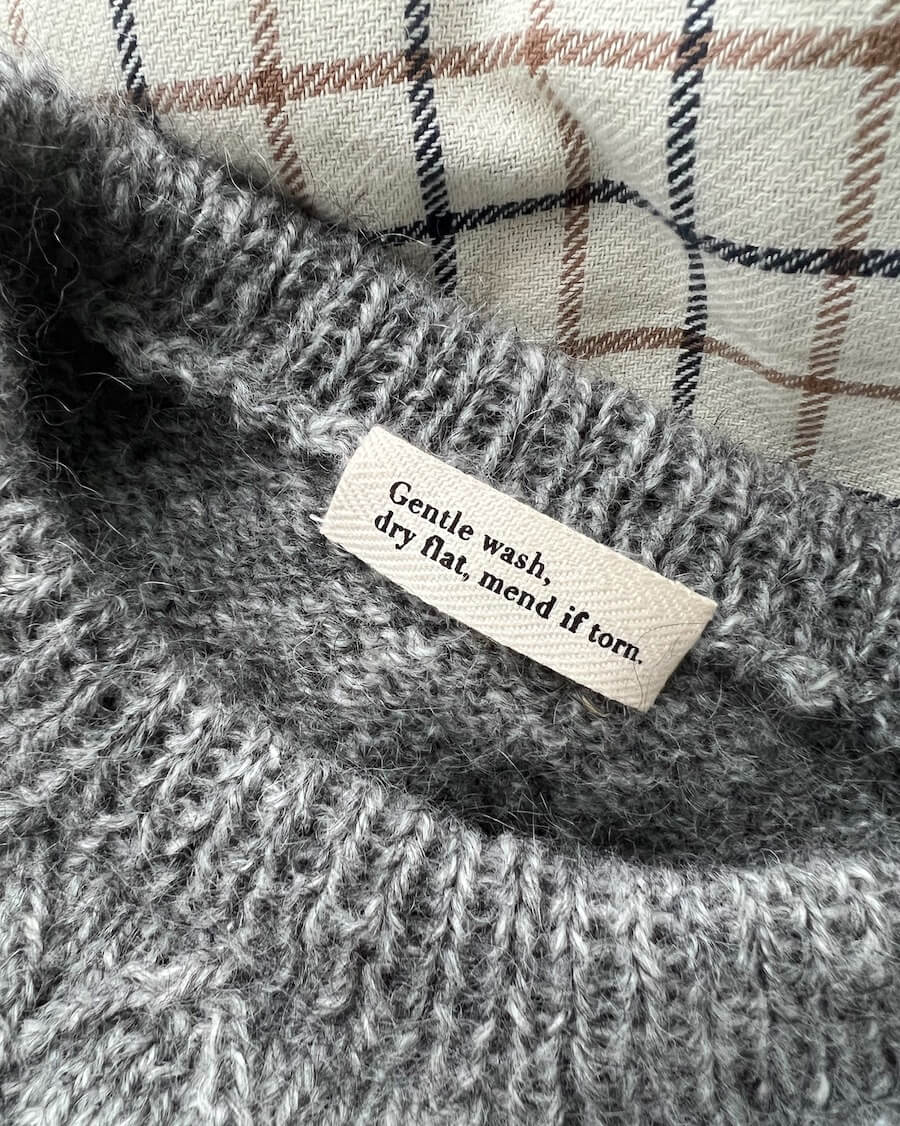 Gentle wash,
dry flat, mend if torn.